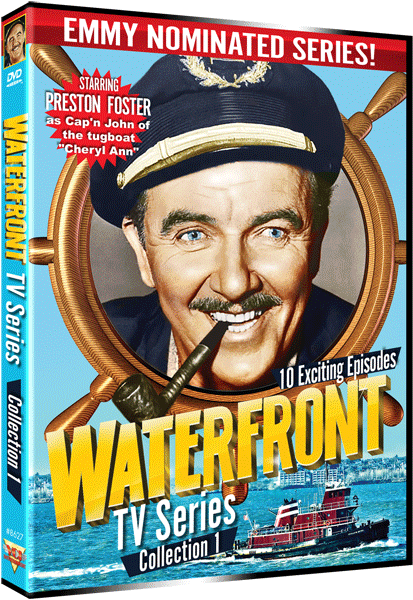 EMMY NOMINATED SERIES!
STARRING
PRESTON FOSTER
as Cap'n John of
the tugboat
"Cheryl Ann"
10 Exciting Episodes
WATERFRONT
TV Series
Collection 1
DVD
WATERFRONT TV Series Collection 1
#8627